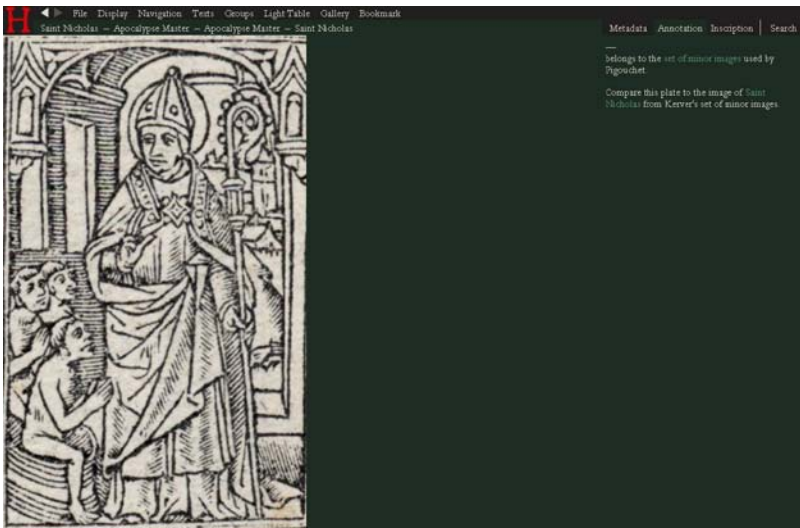 H
File Display Navigation Texts Groups Light Table Gallery Bookmark
Saint Nicholas — Apocalypse Master — Apocalypse Master — Saint Nicholas
Metadata Annotation Inscription | Search
—
belongs to the set of minor images used by
Pigouchet
Compare this plate to the image of Saint
Nicholas from Kerver's set of minor images.